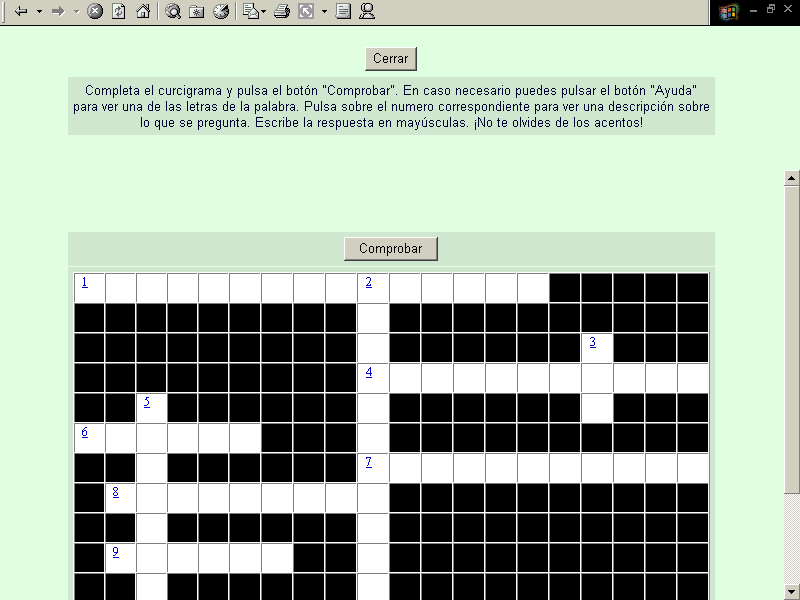 Cerrar
Completa el curcigrama y pulsa el botón "Comprobar". En caso necesario puedes pulsar el botón "Ayuda"
para ver una de las letras de la palabra. Pulsa sobre el numero correspondiente para ver una descripción sobre
lo que se pregunta. Escribe la respuesta en mayúsculas. ¡No te olvides de los acentos!
Comprobar
1 2
3
4
5
6
7
8
9